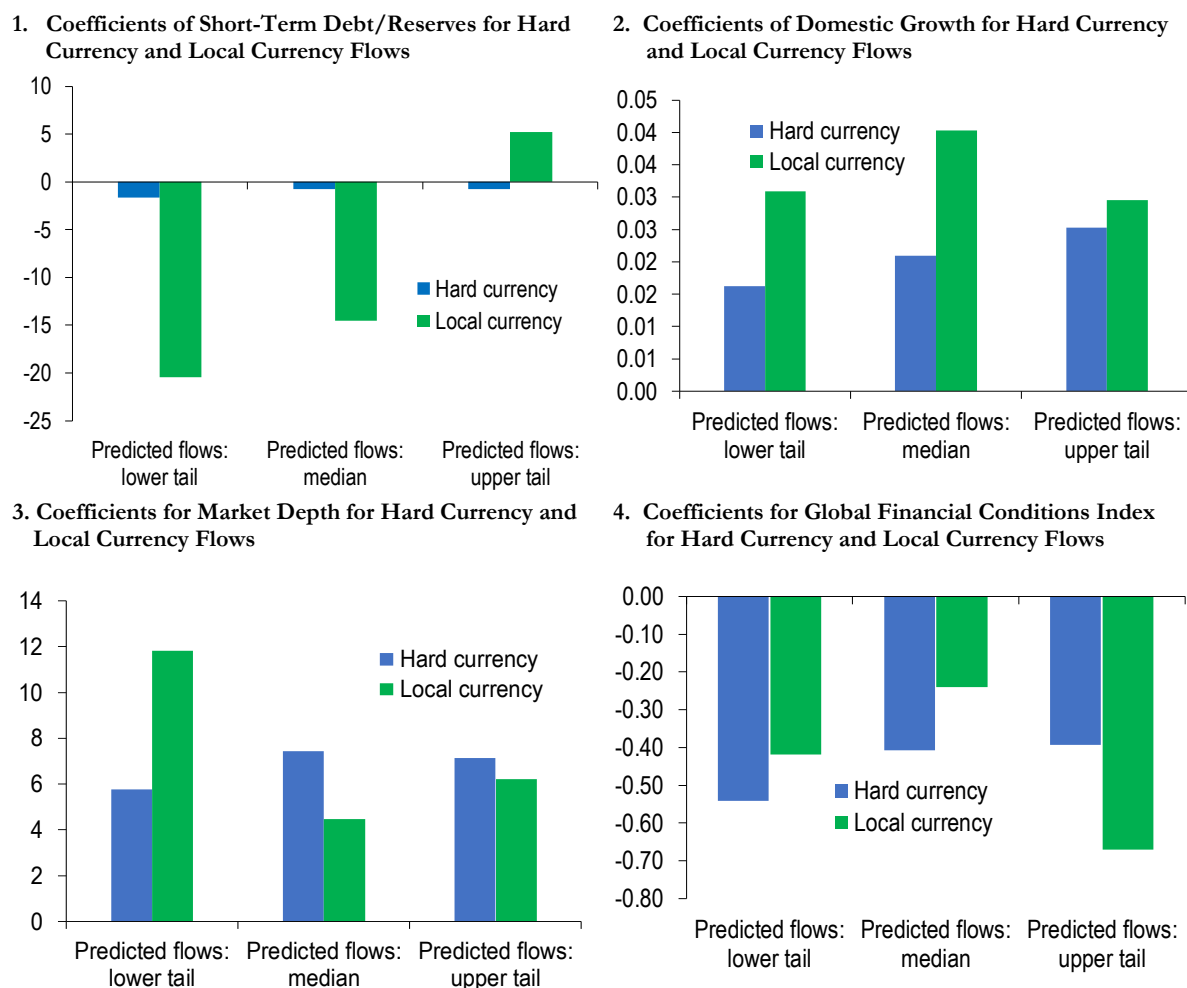 1. Coefficients of Short-Term Debt/Reserves for Hard
Currency and Local Currency Flows
10
5
0
-5
-10
-15
-20
-25
Hard currency
Local currency
Predicted flows: Predicted flows: Predicted flows:
lower tail median upper tail
2. Coefficients of Domestic Growth for Hard Currency
and Local Currency Flows
0.05
0.04
0.04
0.03
0.03
0.02
0.02
0.01
0.01
0.00
Hard currency
Local currency
Predicted flows: Predicted flows: Predicted flows:
lower tail median upper tail
3. Coefficients for Market Depth for Hard Currency and
Local Currency Flows
14
12
10
8
6
4
2
0
Hard currency
Local currency
Predicted flows: Predicted flows: Predicted flows:
lower tail median upper tail
4. Coefficients for Global Financial Conditions Index
for Hard Currency and Local Currency Flows
0.00
-0.10
-0.20
-0.30
-0.40
-0.50
-0.60
-0.70
-0.80
Hard currency
Local currency
Predicted flows: Predicted flows: Predicted flows:
lower tail median upper tail